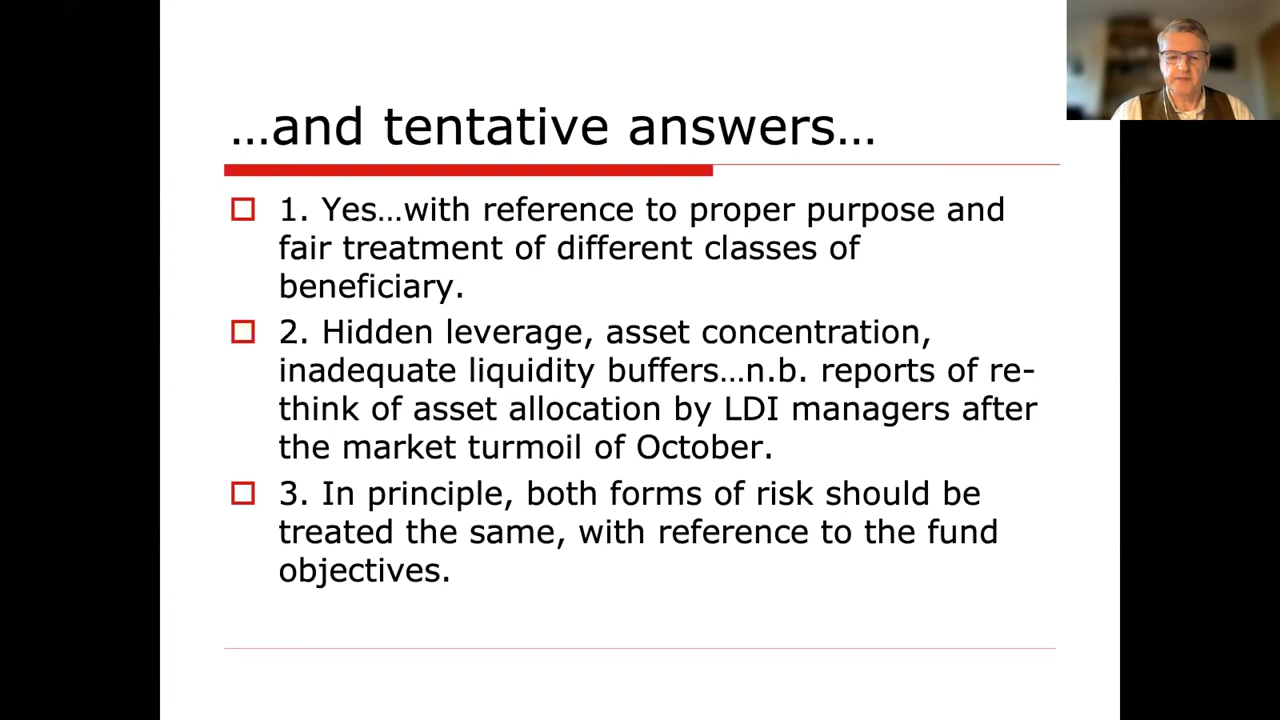 …and tentative answers…
1. Yes…with reference to proper purpose and
fair treatment of different classes of
beneficiary.
2. Hidden leverage, asset concentration,
inadequate liquidity buffers…n.b. reports of re-
think of asset allocation by LDI managers after
the market turmoil of October.
3. In principle, both forms of risk should be
treated the same, with reference to the fund
objectives.